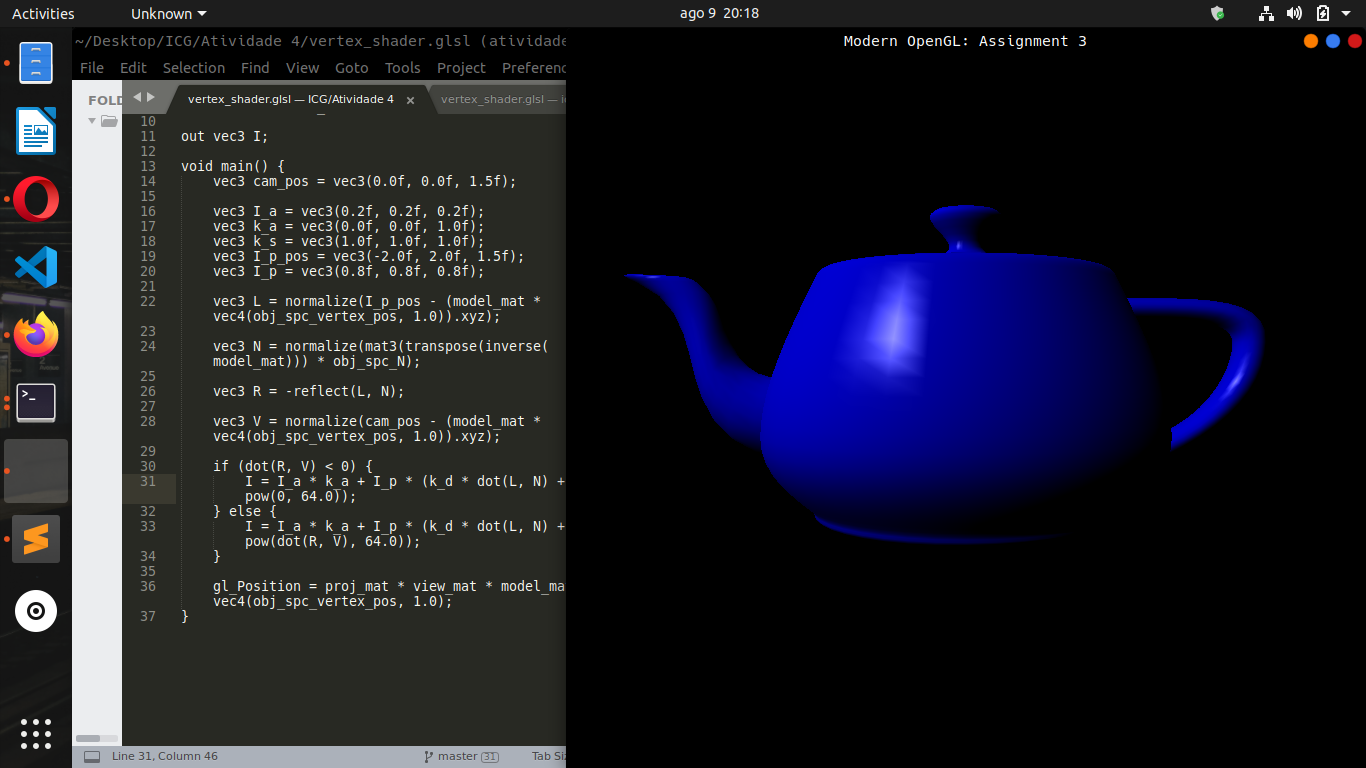 Activities Unknown ago 9 20:18
~/Desktop/ICG/Atividade 4/vertex_shader.glsl (atividade
Modern OpenGL: Assignment 3
File Edit Selection Find View Goto Tools Project Preferenc
FOLD
vertex_shader.glsl — ICG/Atividade 4 × vertex_shader.glsl — i
10
11 out vec3 I;
12
13 void main() {
14 vec3 cam_pos = vec3(0.0f, 0.0f, 1.5f);
15
16 vec3 I_a = vec3(0.2f, 0.2f, 0.2f);
17 vec3 k_a = vec3(0.0f, 0.0f, 1.0f);
18 vec3 k_s = vec3(1.0f, 1.0f, 1.0f);
19 vec3 I_p_pos = vec3(-2.0f, 2.0f, 1.5f);
20 vec3 I_p = vec3(0.8f, 0.8f, 0.8f);
21
22 vec3 L = normalize(I_p_pos - (model_mat *
vec4(obj_spc_vertex_pos, 1.0)).xyz);
23
24 vec3 N = normalize(mat3(transpose(inverse(
model_mat))) * obj_spc_N);
25
26 vec3 R = -reflect(L, N);
27
28 vec3 V = normalize(cam_pos - (model_mat *
vec4(obj_spc_vertex_pos, 1.0)).xyz);
29
30 if (dot(R, V) < 0) {
31 I = I_a * k_a + I_p * (k_d * dot(L, N) +
pow(0, 64.0));
32 } else {
33 I = I_a * k_a + I_p * (k_d * dot(L, N) +
pow(dot(R, V), 64.0));
34 }
35
36 gl_Position = proj_mat * view_mat * model_ma
vec4(obj_spc_vertex_pos, 1.0);
37 }
Line 31, Column 46 master 31 Tab Siz